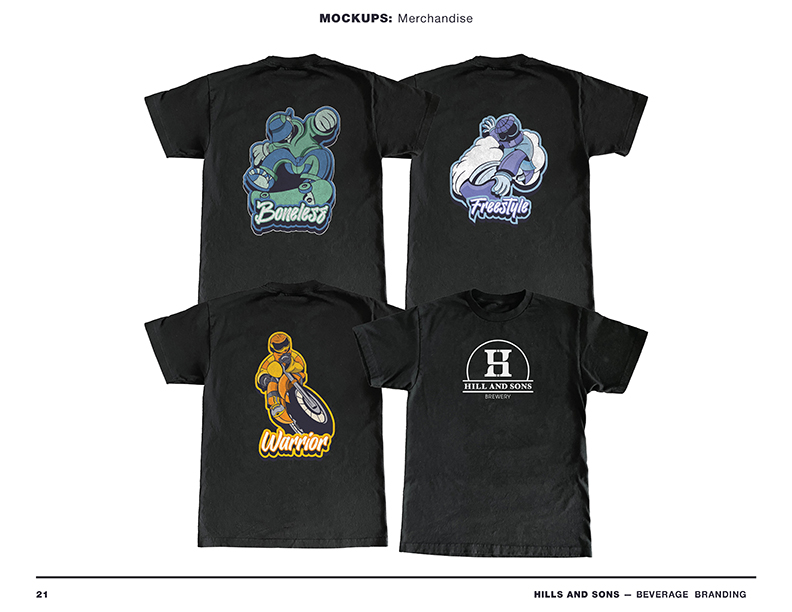 MOCKUPS: Merchandise
Boneless
Freestyle
Warrior
H
HILL AND SONS
BREWERY
21
HILLS AND SONS — BEVERAGE BRANDING